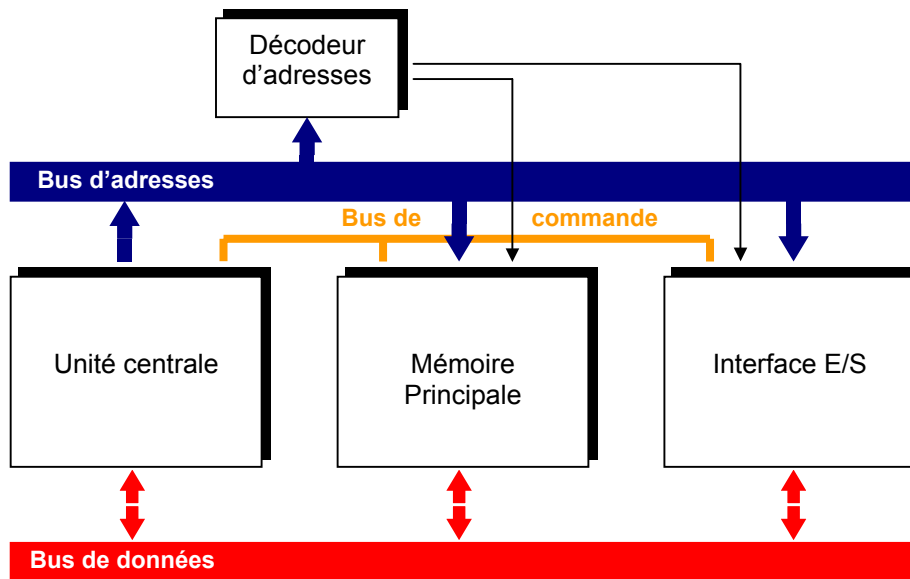 Décodeur
d’adresses
Bus d’adresses
Bus de commande
Unité centrale
Mémoire
Principale
Interface E/S
Bus de données